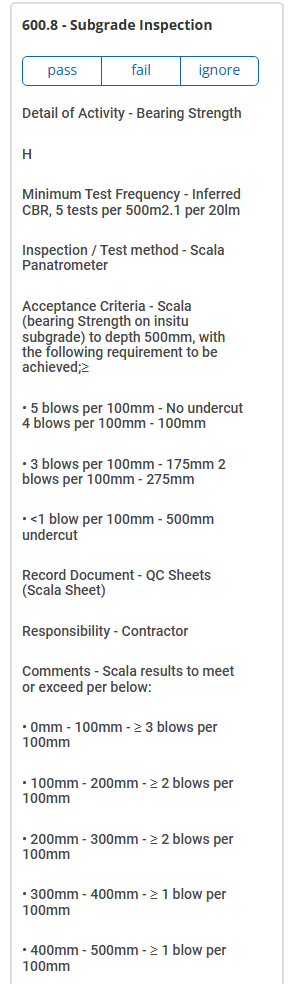 600.8 - Subgrade Inspection
pass fail ignore
Detail of Activity - Bearing Strength
H
Minimum Test Frequency - Inferred
CBR, 5 tests per 500m2.1 per 20lm
Inspection / Test method - Scala
Panatrometer
Acceptance Criteria - Scala
(bearing Strength on insitu
subgrade) to depth 500mm, with
the following requirement to be
achieved;≥
• 5 blows per 100mm - No undercut
4 blows per 100mm - 100mm
• 3 blows per 100mm - 175mm 2
blows per 100mm - 275mm
• <1 blow per 100mm - 500mm
undercut
Record Document - QC Sheets
(Scala Sheet)
Responsibility - Contractor
Comments - Scala results to meet
or exceed per below:
• 0mm - 100mm - ≥ 3 blows per
100mm
• 100mm - 200mm - ≥ 2 blows per
100mm
• 200mm - 300mm - ≥ 2 blows per
100mm
• 300mm - 400mm - ≥ 1 blow per
100mm
• 400mm - 500mm - ≥ 1 blow per
100mm